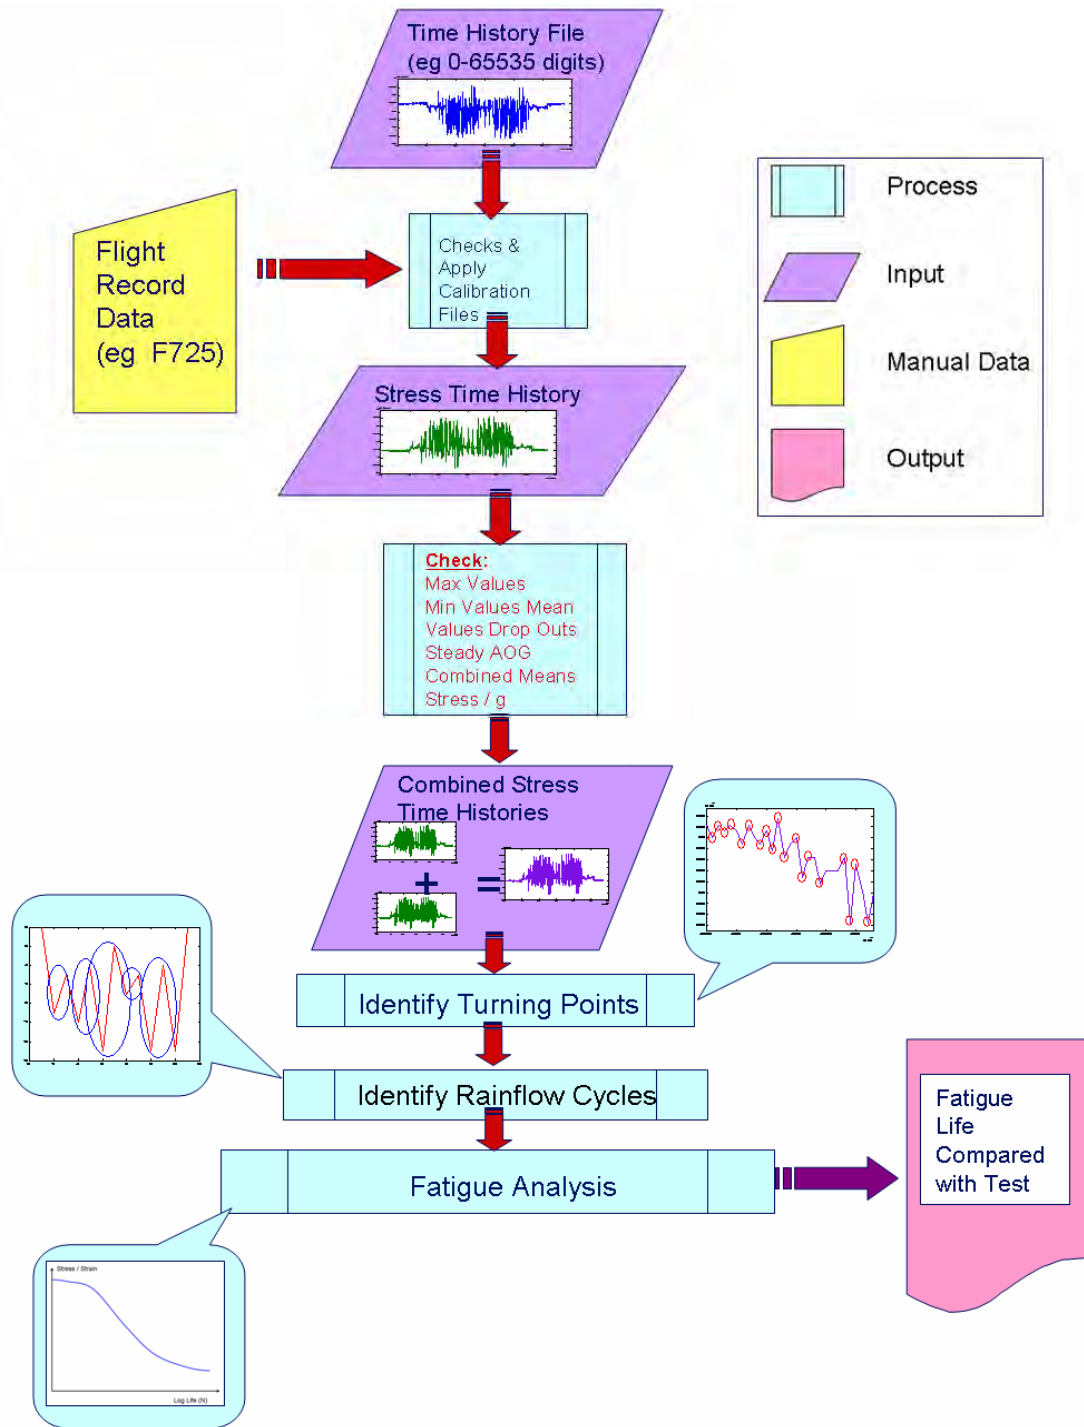 Time History File
(eg 0-65535 digits)
Flight
Record
Data
(eg F725)
Checks &
Apply
Calibration
Files
Process
Input
Manual Data
Output
Stress Time History
Check:
Max Values
Min Values Mean
Values Drop Outs
Steady AOG
Combined Means
Stress / g
Combined Stress
Time Histories
+
=
Identify Turning Points
Identify Rainflow Cycles
Fatigue Analysis
Fatigue
Life
Compared
with Test
Stress / Strain
Log Life (N)